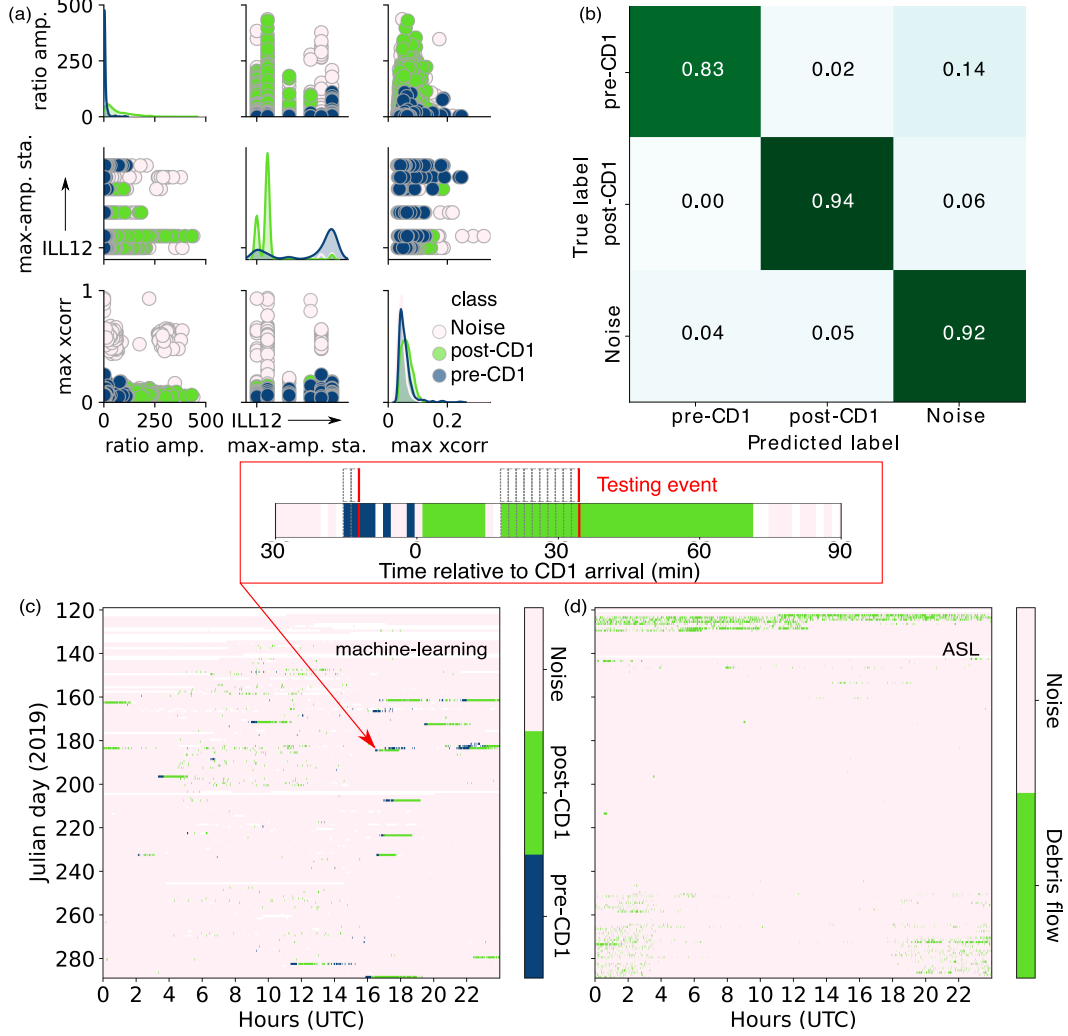 (a)
500
250
0
ratio amp.
max-amp. sta.
ILL12
1
0
max xcorr
0
250
500
ratio amp.
ILL12
max-amp. sta.
0
0.2
max xcorr
class
Noise
post-CD1
pre-CD1
(b)
0.83 0.02 0.14
0.00 0.94 0.06
0.04 0.05 0.92
True label
pre-CD1
post-CD1
Noise
pre-CD1 post-CD1 Noise
Predicted label
Testing event
30 0 30 60 90
Time relative to CD1 arrival (min)
(c)
machine-learning
120
140
160
180
200
220
240
260
280
Julian day (2019)
0 2 4 6 8 10 12 14 16 18 20 22
Hours (UTC)
Noise
post-CD1
pre-CD1
(d)
ASL
0 2 4 6 8 10 12 14 16 18 20 22
Hours (UTC)
Noise
Debris flow